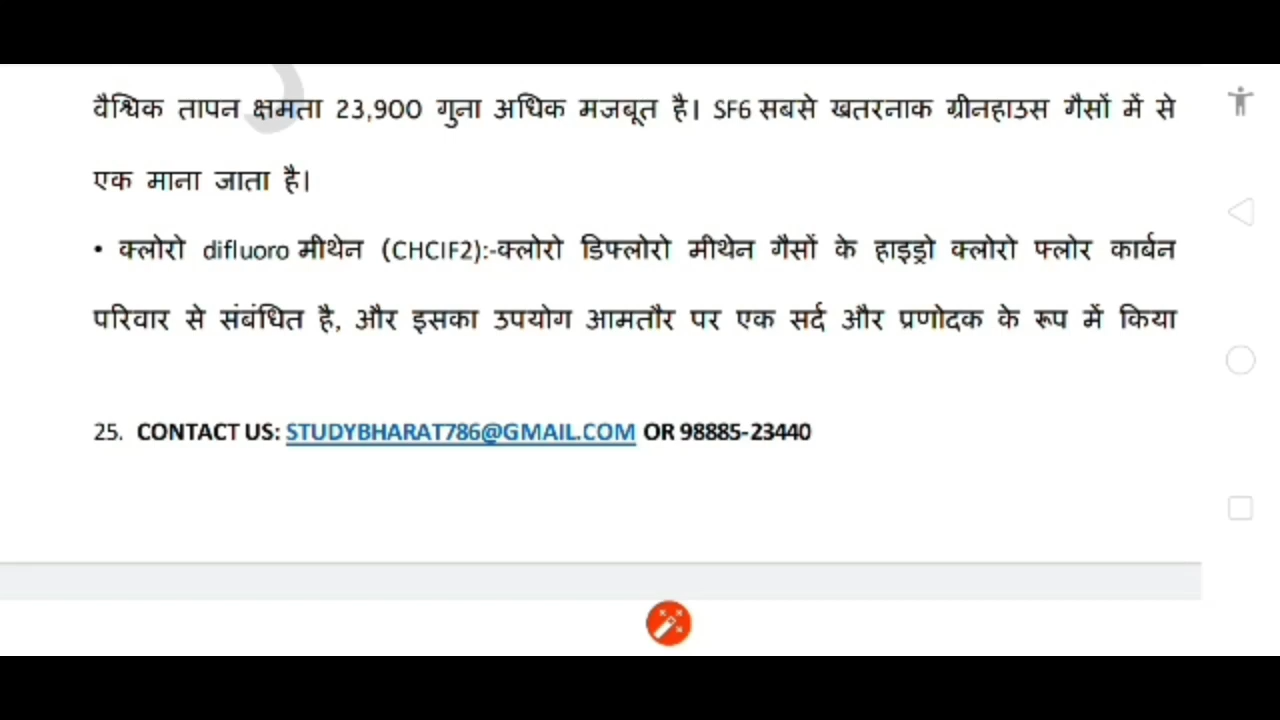 वैश्विक तापन क्षमता 23,900 गुना अधिक मजबूत है। SF6 सबसे खतरनाक ग्रीनहाउस गैसों में से
एक माना जाता है।
• क्लोरो difluoro मीथेन (CHClF2):-क्लोरो डिफ्लोरो मीथेन गैसों के हाइड्रो क्लोरो फ्लोर कार्बन
परिवार से संबंधित है, और इसका उपयोग आमतौर पर एक सर्द और प्रणोदक के रूप में किया
25. CONTACT US: STUDYBHARAT786@GMAIL.COM OR 98885-23440